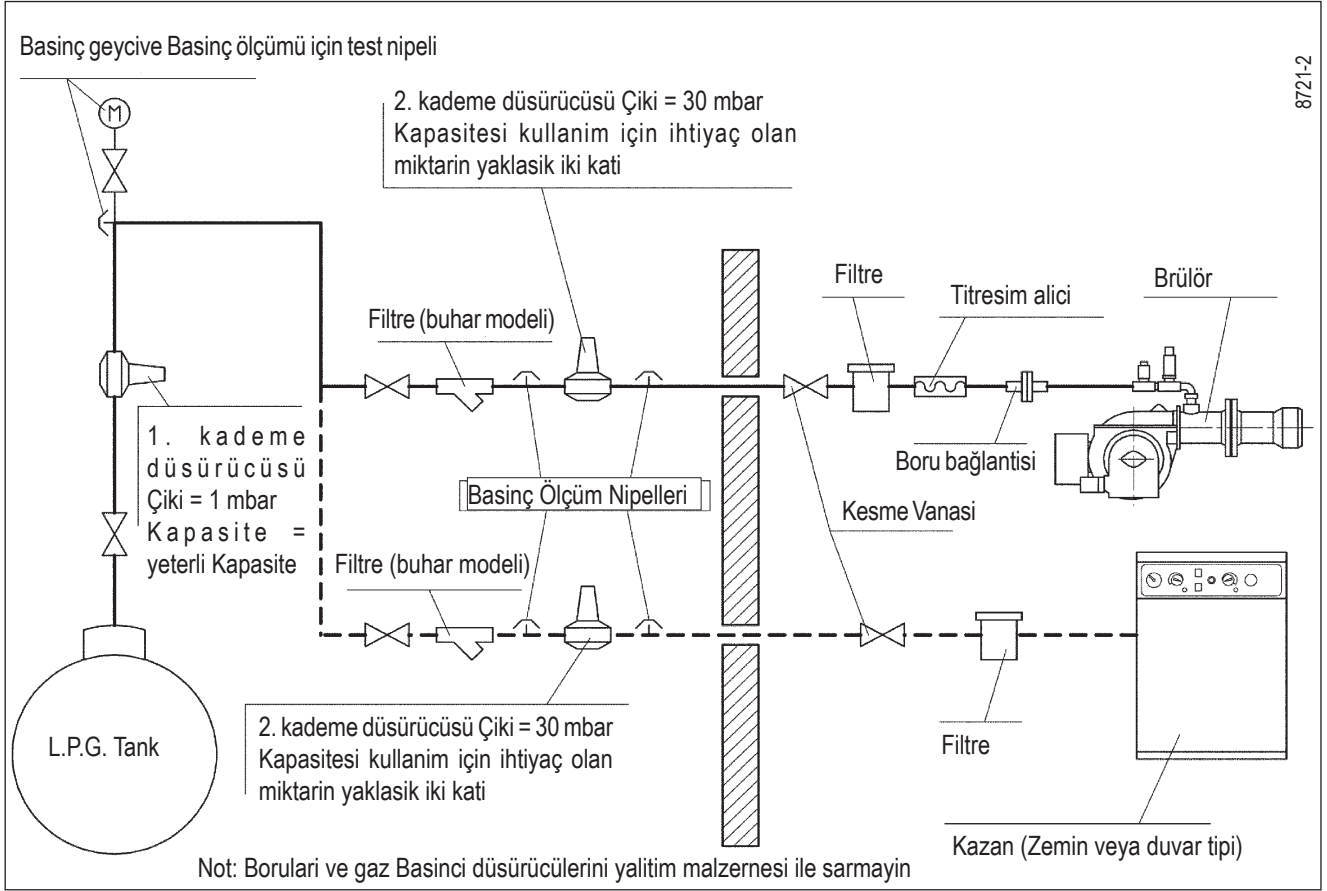 Basinç geycive Basinç ölçümü için test nipeli
8721-2
M
2. kademe düsürücüsü Çiki = 30 mbar
Kapasitesi kullanim için ihtiyaç olan
miktarin yaklasik iki kati
Filtre
Titresim alici
Brülör
Filtre (buhar modeli)
1. kademe
düsürücüsü
Çiki = 1 mbar
Kapasite =
yeterli Kapasite
Basinç Ölçüm Nipelleri
Boru bağlantisi
Kesme Vanasi
Filtre (buhar modeli)
L.P.G. Tank
2. kademe düsürücüsü Çiki = 30 mbar
Kapasitesi kullanim için ihtiyaç olan
miktarin yaklasik iki kati
Filtre
Kazan (Zemin veya duvar tipi)
Not: Borulari ve gaz Basinci düsürücülerini yalitim malzernesi ile sarmayin